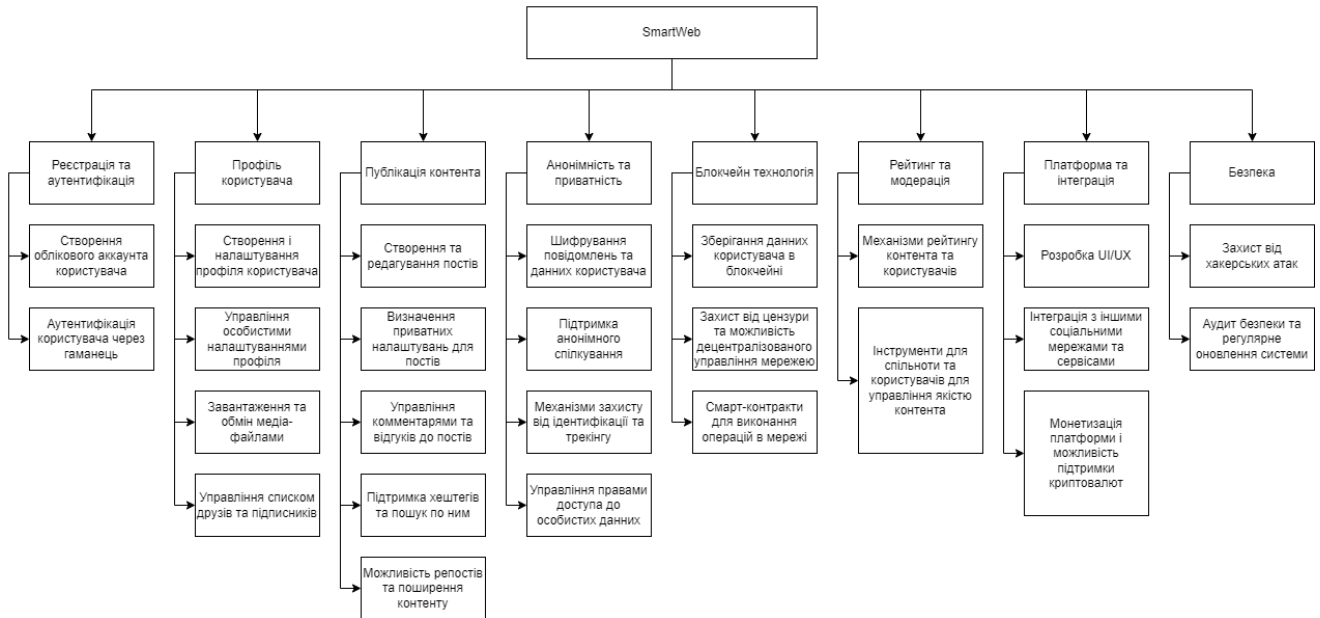 SmartWeb
Реєстрація та
аутентифікація
Профіль
користувача
Публікація контента
Анонімність та
приватність
Блокчейн технологія
Рейтинг та
модерація
Платформа та
інтеграція
Безпека
Створення
облікового аккаунта
користувача
Створення і
налаштування
профіля користувача
Створення та
редагування постів
Шифрування
повідомлень та
данних користувача
Зберігання данних
користувача в
блокчейні
Механізми рейтингу
контента та
користувачів
Розробка UI/UX
Захист від
хакерських атак
Аутентифікація
користувача через
гаманець
Управління
особистими
налаштуваннями
профіля
Визначення
приватних
налаштувань для
постів
Підтримка
анонімного
спілкування
Захист від цензури
та можливість
децентралізованого
управління мережею
Інструменти для
спільноти та
користувачів для
управління якістю
контента
Інтеграція з іншими
соціальними
мережами та
сервісами
Аудит безпеки та
регулярне
оновлення системи
Завантаження та
обмін медіа-
файлами
Управління
комментарями та
відгуків до постів
Механізми захисту
від ідентифікації та
трекінгу
Смарт-контракти
для виконання
операцій в мережі
Монетизація
платформи і
можливість
підтримки
криптовалют
Управління списком
друзів та підписників
Підтримка хештегів
та пошук по ним
Управління правами
доступа до
особистих данних
Можливість репостів
та поширення
контенту